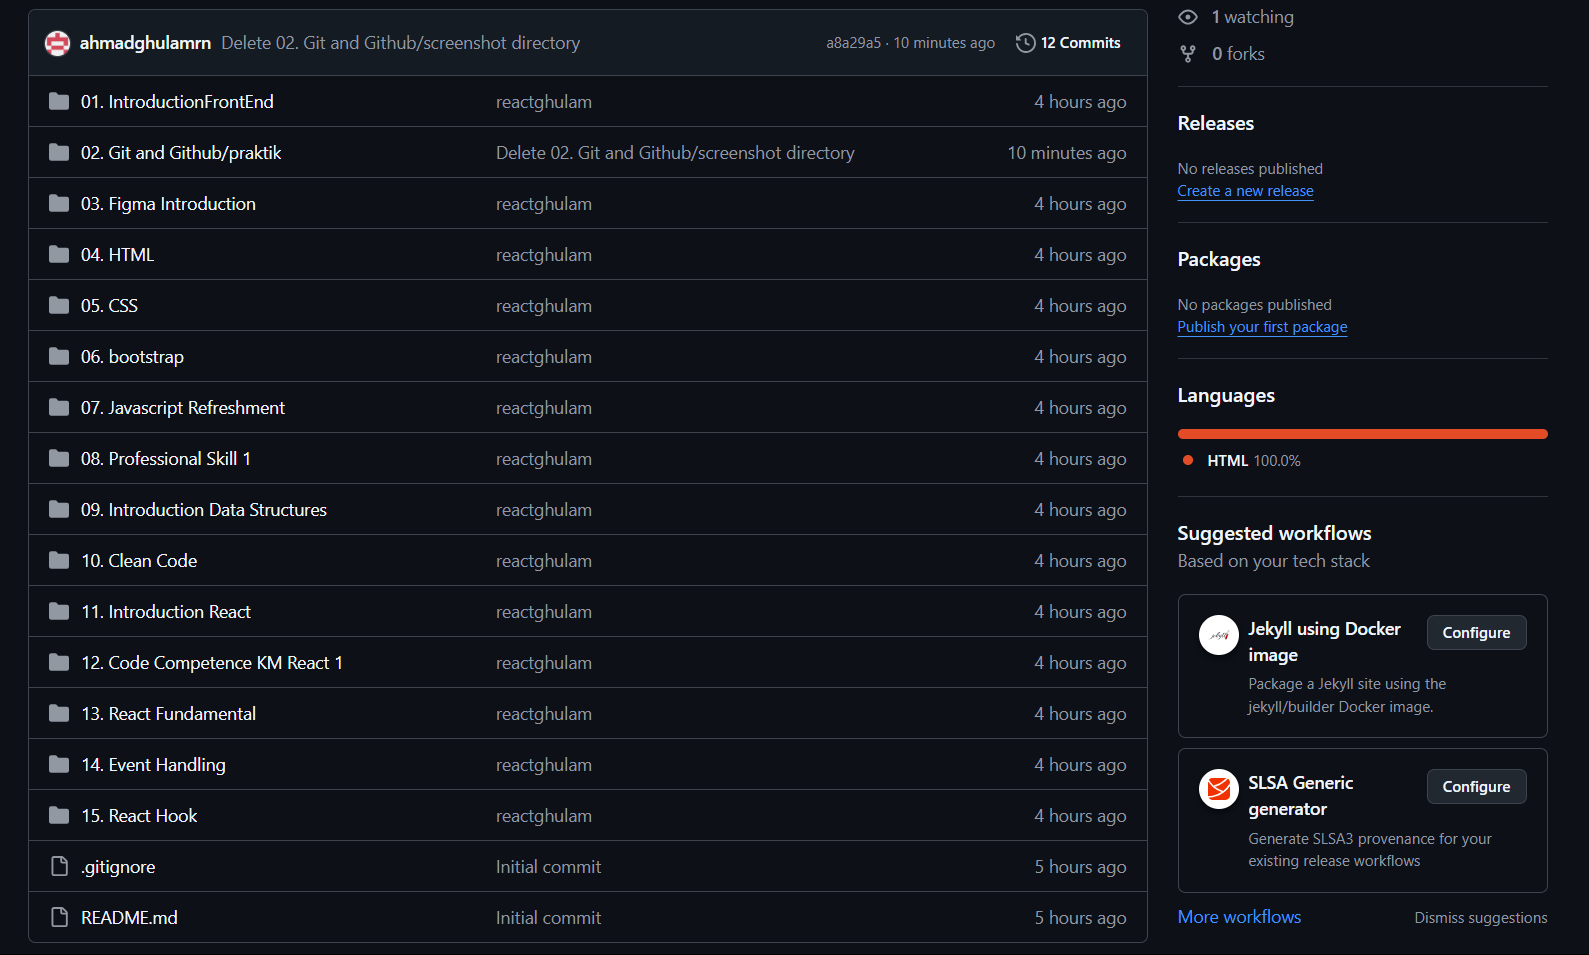 ahmadghulamrn Delete 02. Git and Github/screenshot directory a8a29a5 · 10 minutes ago 12 Commits
01. IntroductionFrontEnd reactghulam 4 hours ago
02. Git and Github/praktik Delete 02. Git and Github/screenshot directory 10 minutes ago
03. Figma Introduction reactghulam 4 hours ago
04. HTML reactghulam 4 hours ago
05. CSS reactghulam 4 hours ago
06. bootstrap reactghulam 4 hours ago
07. Javascript Refreshment reactghulam 4 hours ago
08. Professional Skill 1 reactghulam 4 hours ago
09. Introduction Data Structures reactghulam 4 hours ago
10. Clean Code reactghulam 4 hours ago
11. Introduction React reactghulam 4 hours ago
12. Code Competence KM React 1 reactghulam 4 hours ago
13. React Fundamental reactghulam 4 hours ago
14. Event Handling reactghulam 4 hours ago
15. React Hook reactghulam 4 hours ago
.gitignore Initial commit 5 hours ago
README.md Initial commit 5 hours ago
1 watching
0 forks
Releases
No releases published
Create a new release
Packages
No packages published
Publish your first package
Languages
HTML 100.0%
Suggested workflows
Based on your tech stack
jekyll
Jekyll using Docker
image
Configure
Package a Jekyll site using the
jekyll/builder Docker image.
SLSA Generic
generator
Configure
Generate SLSA3 provenance for your
existing release workflows
More workflows Dismiss suggestions